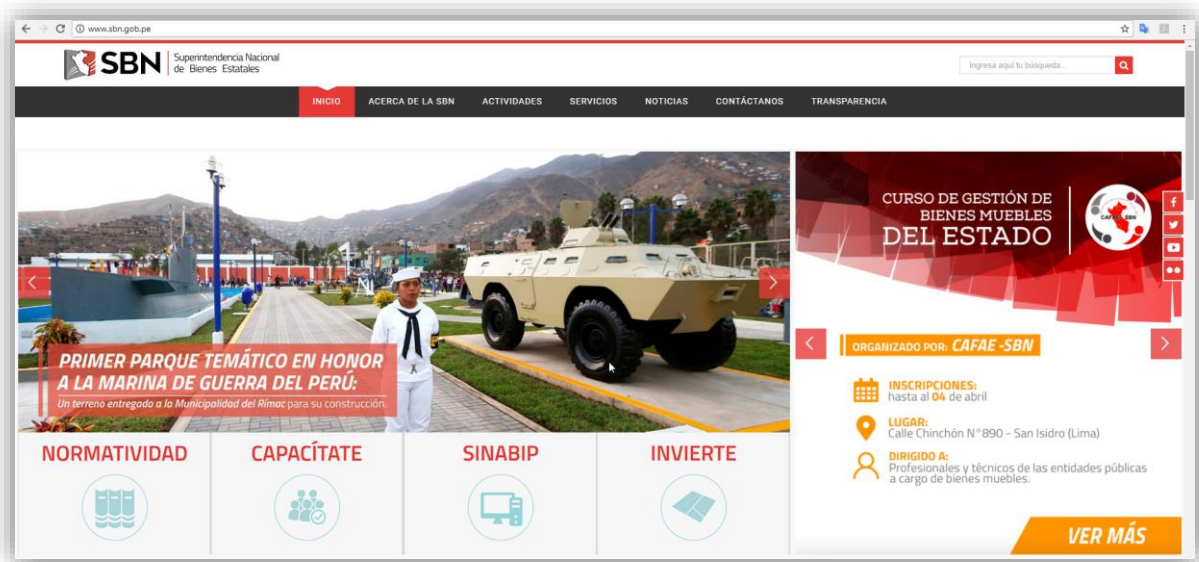 www.sbn.gob.pe
SBN
Superintendencia Nacional
de Bienes Estatales
Ingresa aquí tu búsqueda...
INICIO
ACERCA DE LA SBN
ACTIVIDADES
SERVICIOS
NOTICIAS
CONTÁCTANOS
TRANSPARENCIA
PRIMER PARQUE TEMÁTICO EN HONOR
A LA MARINA DE GUERRA DEL PERÚ:
Un terreno entregado a la Municipalidad del Rímac para su construcción.
CURSO DE GESTIÓN DE
BIENES MUEBLES
DEL ESTADO
CAFAE SBN
ORGANIZADO POR: CAFAE -SBN
INSCRIPCIONES:
hasta al 04 de abril
LUGAR:
Calle Chinchón N°890 - San Isidro (Lima)
DIRIGIDO A:
Profesionales y técnicos de las entidades públicas
a cargo de bienes muebles.
VER MÁS
NORMATIVIDAD
CAPACÍTATE
SINABIP
INVIERTE